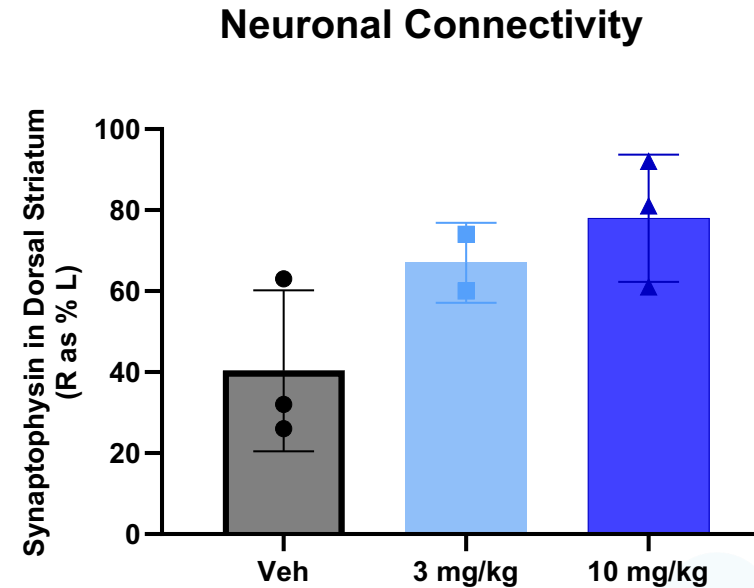 Neuronal Connectivity
Synaptophysin in Dorsal Striatum
(R as % L)
100
80
60
40
20
0
Veh
3 mg/kg
10 mg/kg